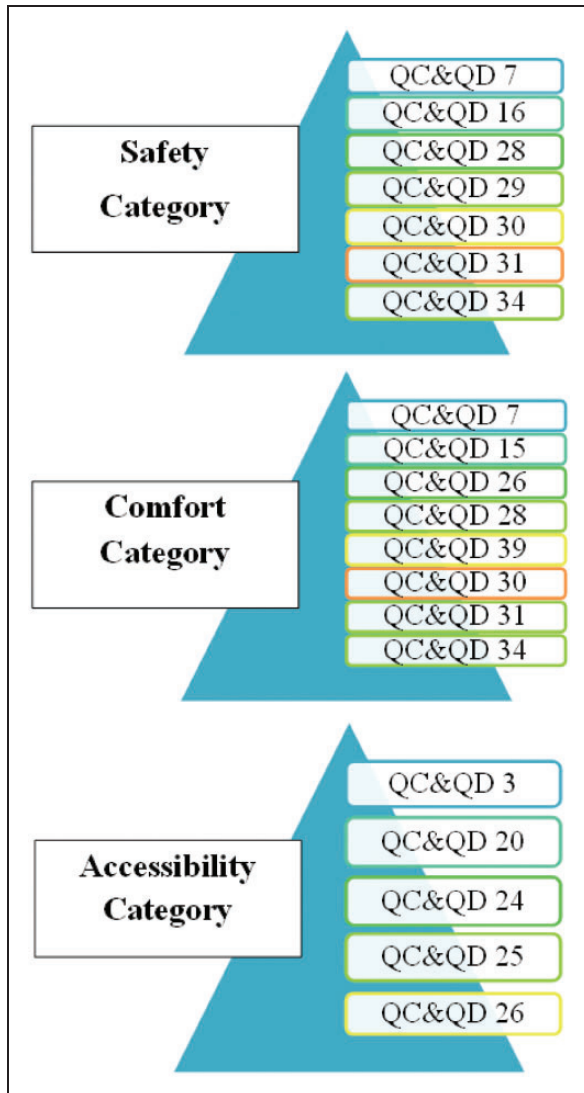 Safety
Category
QC&QD 7
QC&QD 16
QC&QD 28
QC&QD 29
QC&QD 30
QC&QD 31
QC&QD 34
Comfort
Category
QC&QD 7
QC&QD 15
QC&QD 26
QC&QD 28
QC&QD 39
QC&QD 30
QC&QD 31
QC&QD 34
Accessibility
Category
QC&QD 3
QC&QD 20
QC&QD 24
QC&QD 25
QC&QD 26